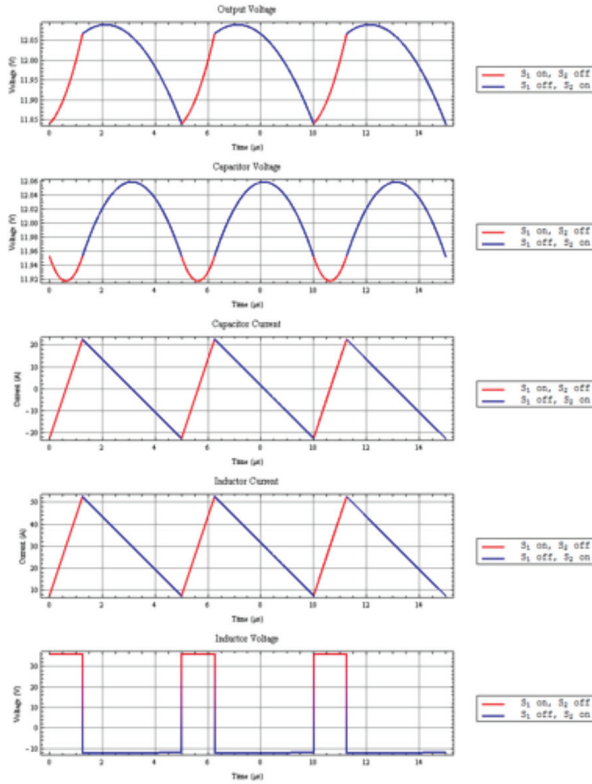 Output Voltage
Voltage (V)
12.05
12.00
11.95
11.90
11.85
0 2 4 6 8 10 12 14
Time (μs)
S₁ on, S₂ off
S₁ off, S₂ on
Capacitor Voltage
Voltage (V)
12.06
12.04
12.00
11.98
11.94
11.92
0 2 4 6 8 10 12 14
Time (μs)
S₁ on, S₂ off
S₁ off, S₂ on
Capacitor Current
Current (A)
20
10
0
-10
-20
0 2 4 6 8 10 12 14
Time (μs)
S₁ on, S₂ off
S₁ off, S₂ on
Inductor Current
Current (A)
50
40
30
20
10
0 2 4 6 8 10 12 14
Time (μs)
S₁ on, S₂ off
S₁ off, S₂ on
Inductor Voltage
Voltage (V)
30
20
10
0
-10
0 2 4 6 8 10 12 14
Time (μs)
S₁ on, S₂ off
S₁ off, S₂ on